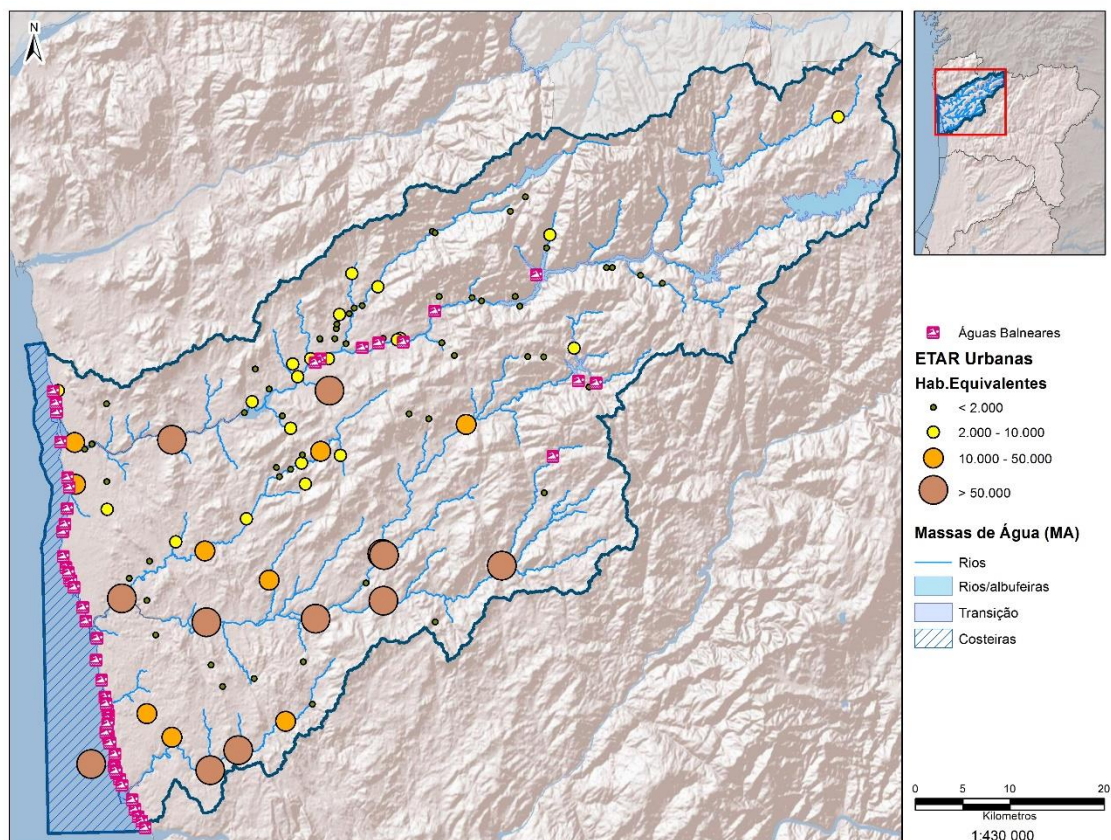 N
Águas Balneares
ETAR Urbanas
Hab.Equivalentes
< 2.000
2.000 - 10.000
10.000 - 50.000
> 50.000
Massas de Água (MA)
Rios
Rios/albufeiras
Transição
Costeiras
0 5 10 20
Kilometros
1:430 000